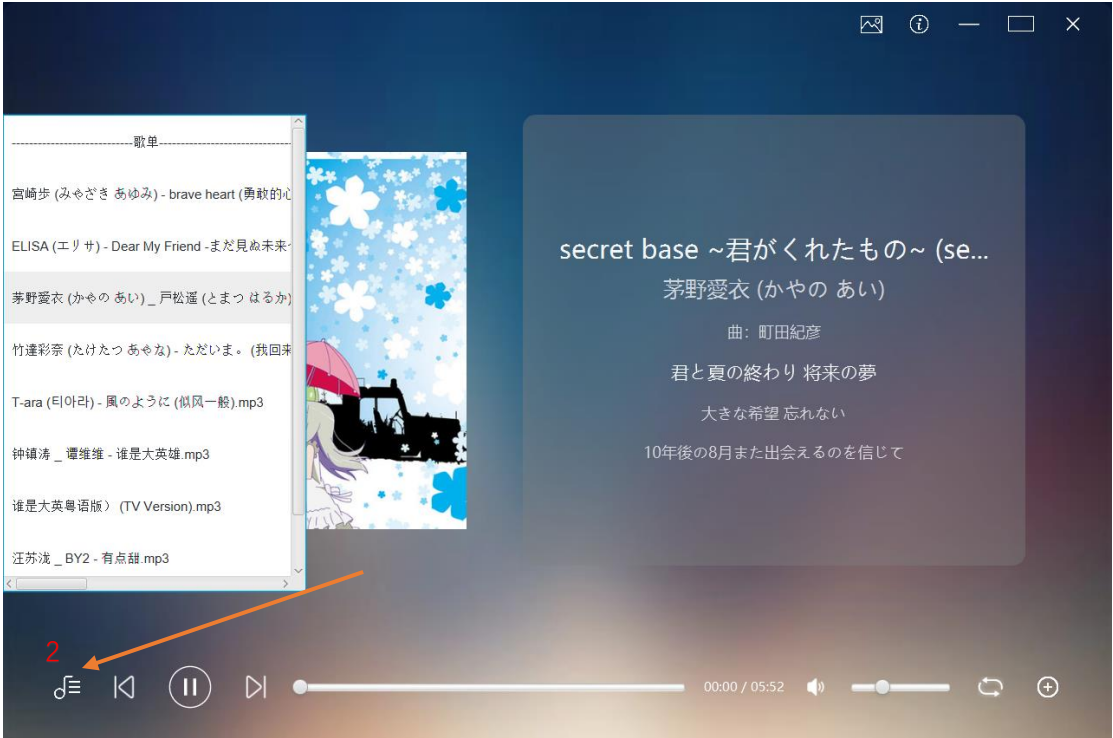 ----------------------------歌单------------------------------
宮崎歩 (みやざき あゆみ) - brave heart (勇敢的心
ELISA (エリサ) - Dear My Friend -まだ見ぬ未来
茅野愛衣 (かやの あい) _ 戸松遥 (とまつ はるか)
竹達彩奈 (たけたつ あやな) - ただいま。 (我回来
T-ara (티아라) - 風のように (似风一般).mp3
钟镇涛 _ 谭维维 - 谁是大英雄.mp3
谁是大英粤语版） (TV Version).mp3
汪苏泷 _ BY2 - 有点甜.mp3
secret base ~君がくれたもの~ (se...
茅野愛衣 (かやの あい)
曲：町田紀彦
君と夏の終わり 将来の夢
大きな希望 忘れない
10年後の8月また出会えるのを信じて
2
00:00 / 05:52